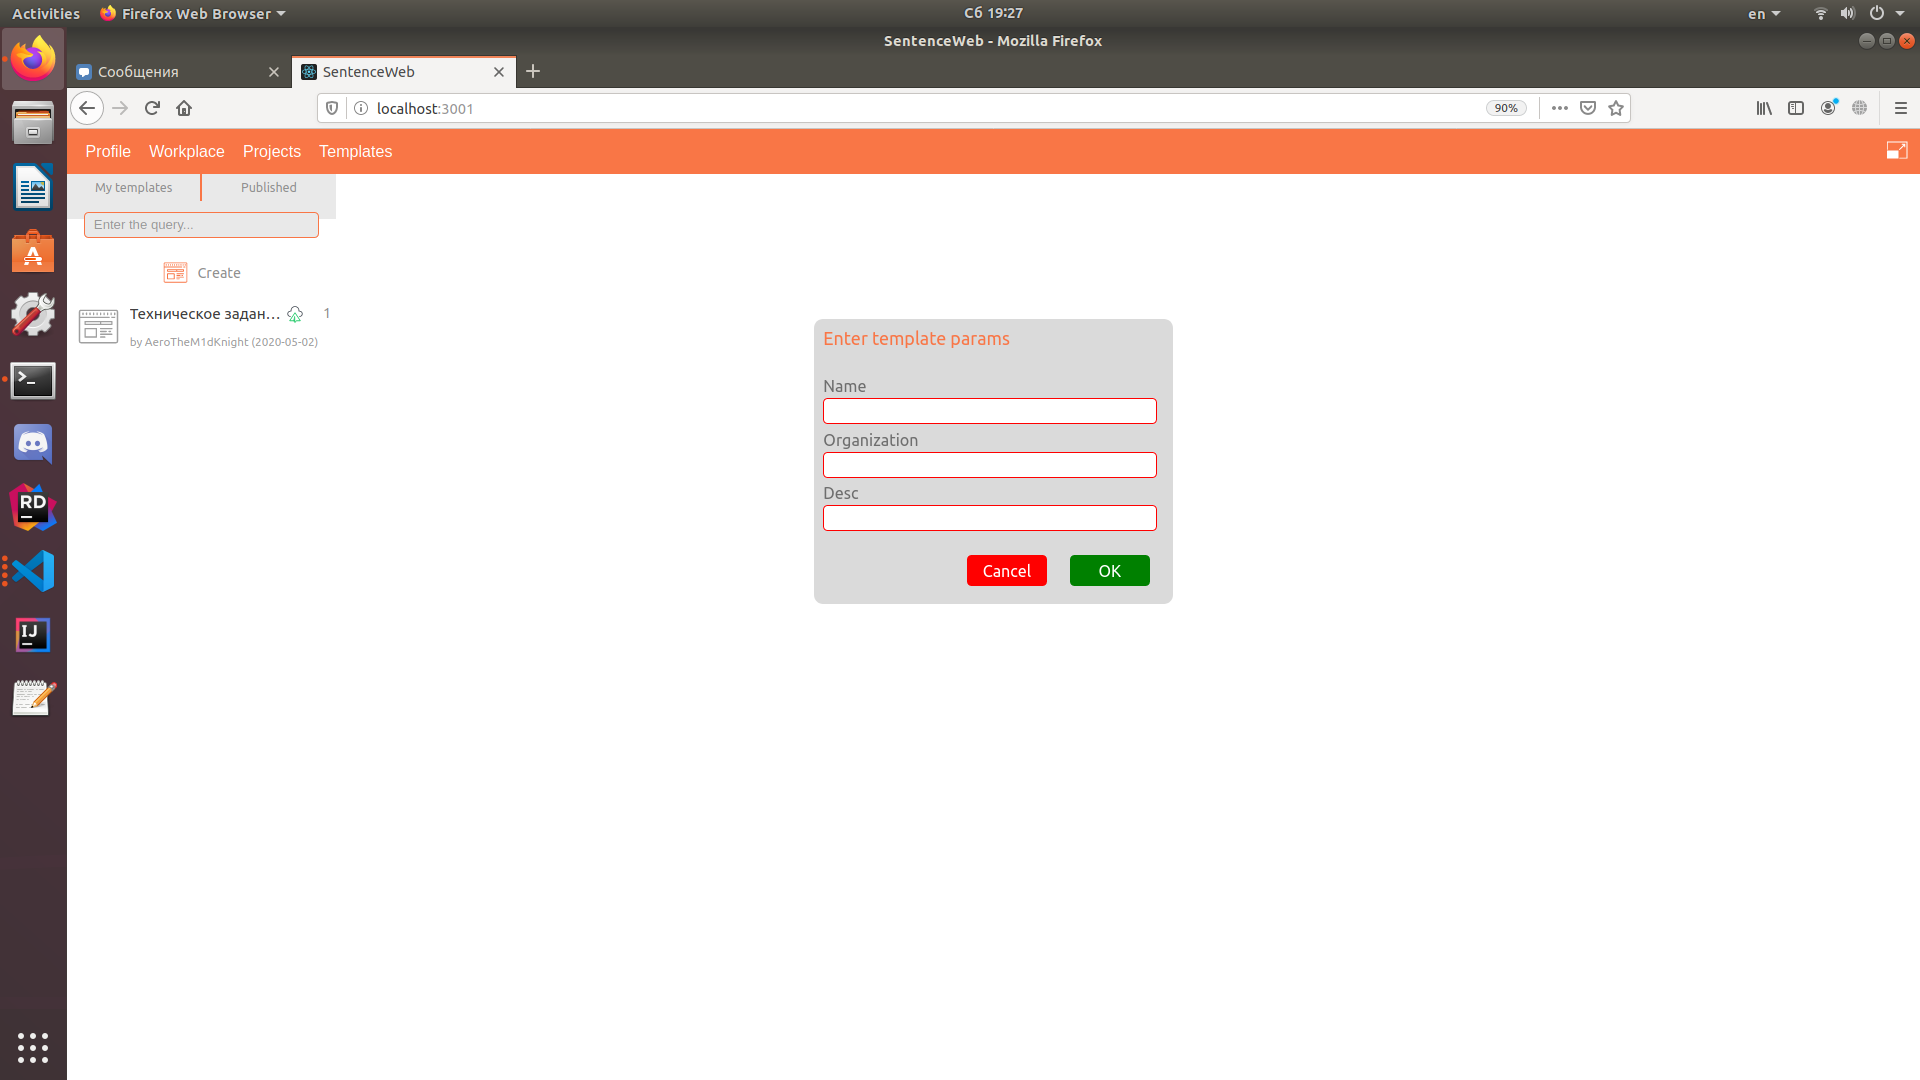 Activities Firefox Web Browser Сб 19:27 en
SentenceWeb - Mozilla Firefox
Сообщения SentenceWeb
localhost:3001 90%
Profile Workplace Projects Templates
My templates Published
Enter the query...
Create
Техническое задан... 1
by AeroTheM1dKnight (2020-05-02)
Enter template params
Name
Organization
Desc
Cancel OK
RD
IJ